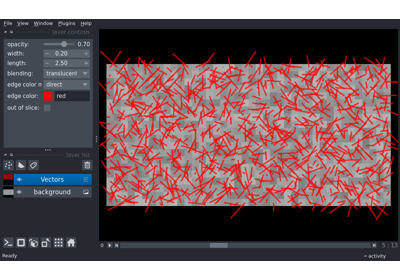 File View Window Plugins Help
layer controls
opacity: 0.70
width: 0.20
length: 2.50
blending: translucent
edge color m direct
edge color: red
out of slice:
layer list
Vectors
background
0 5 13
Ready activity